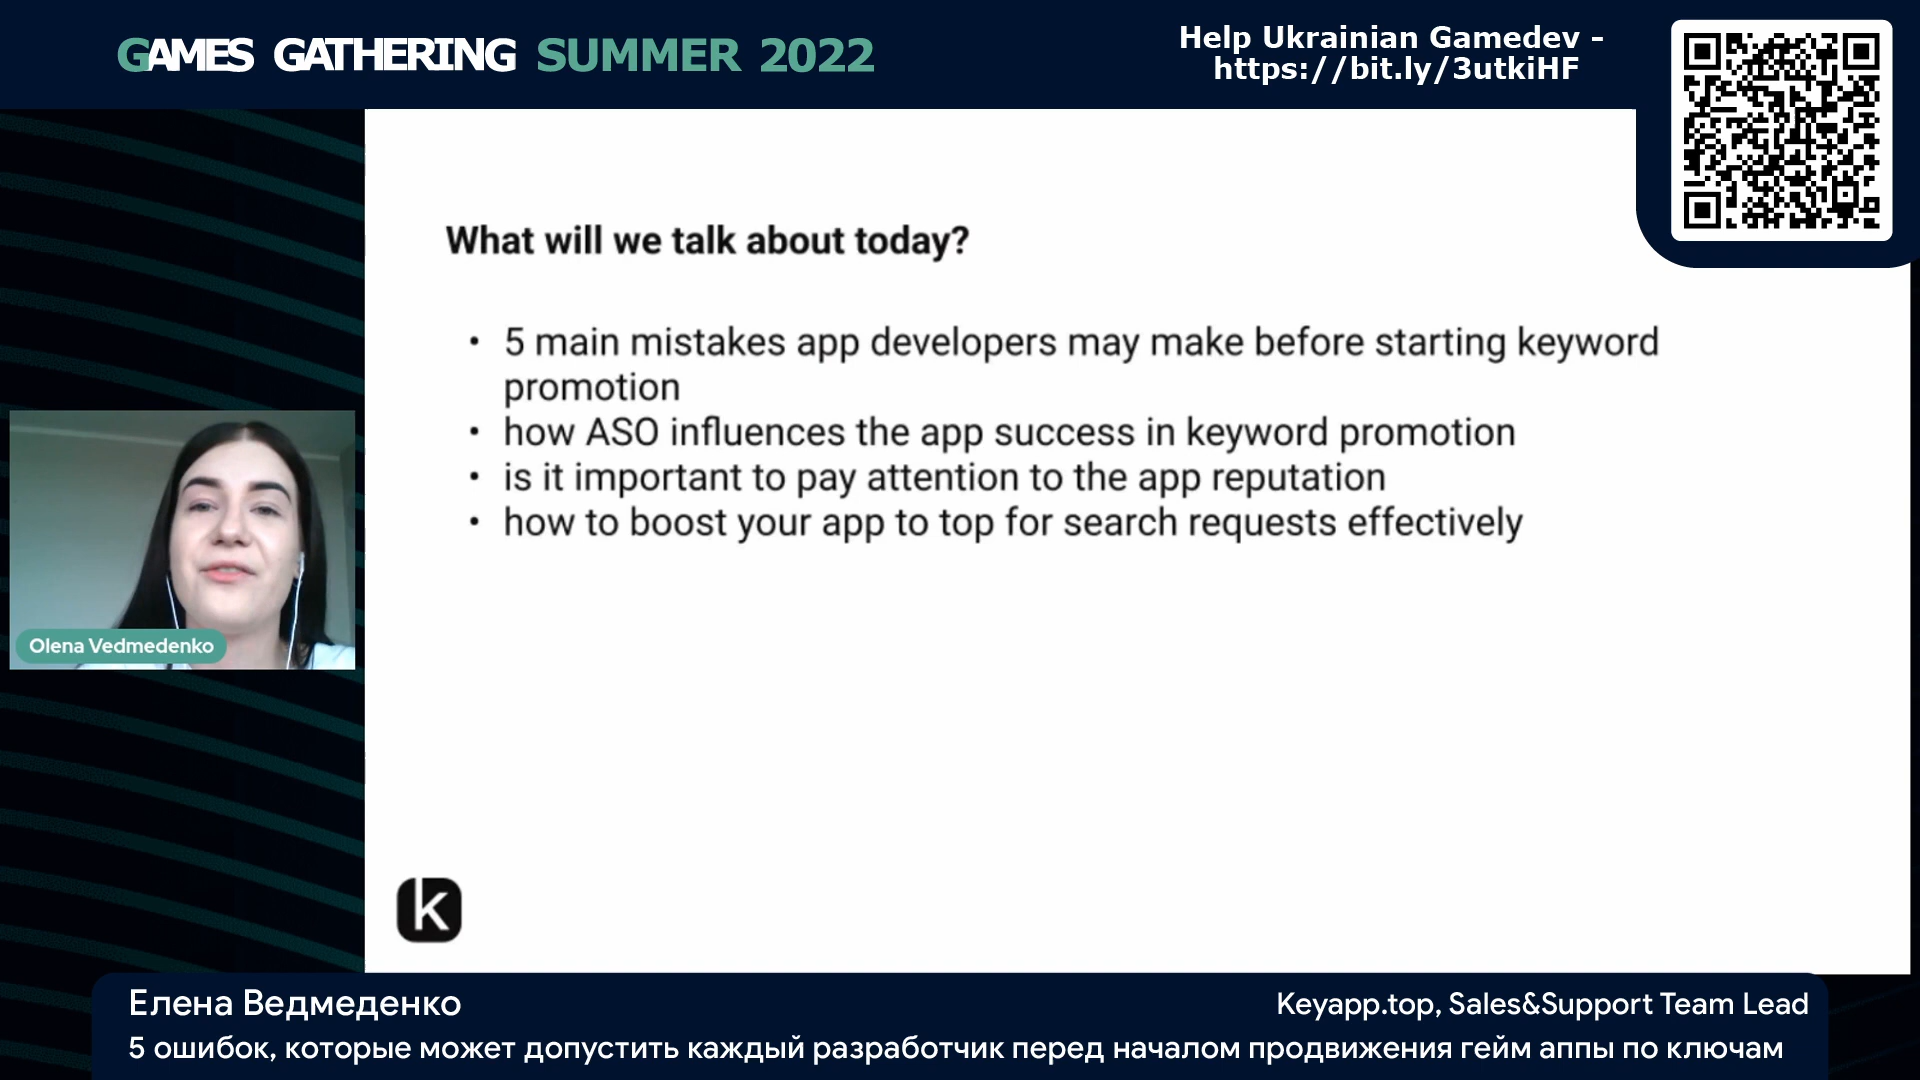 GAMES GATHERING SUMMER 2022
Help Ukrainian Gamedev -
https://bit.ly/3utkiHF
What will we talk about today?
• 5 main mistakes app developers may make before starting keyword
promotion
• how ASO influences the app success in keyword promotion
• is it important to pay attention to the app reputation
• how to boost your app to top for search requests effectively
Olena Vedmedenko
k
Елена Ведмеденко
Keyapp.top, Sales&Support Team Lead
5 ошибок, которые может допустить каждый разработчик перед началом продвижения гейм аппы по ключам